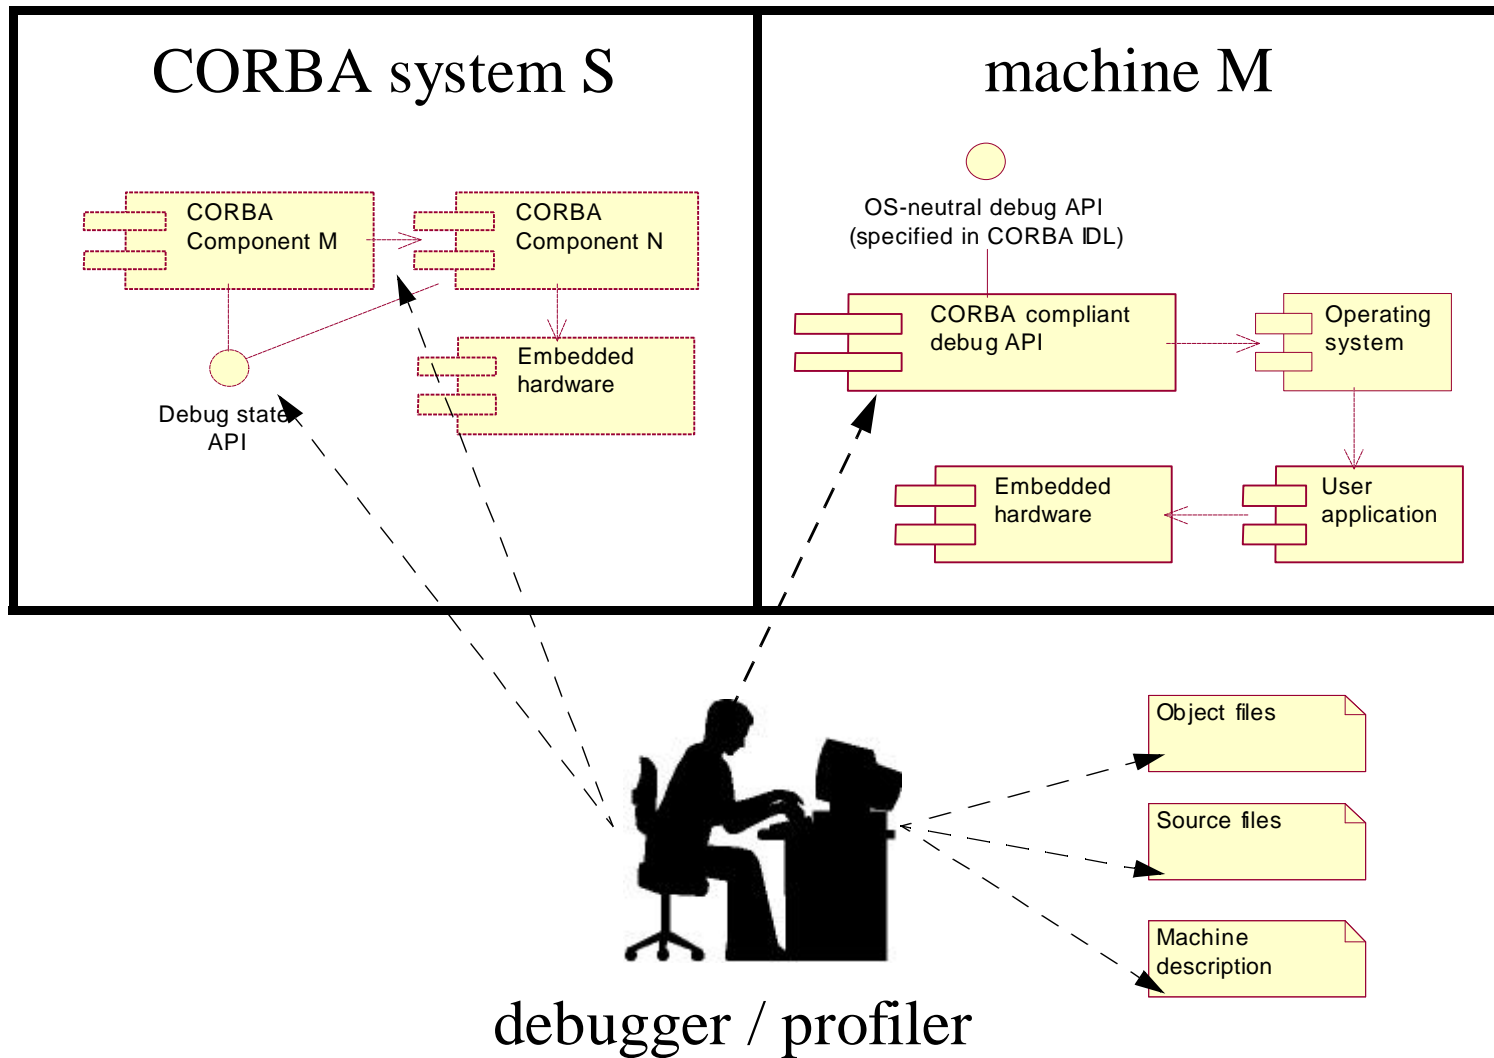 CORBA system S
machine M
CORBA
Component M
CORBA
Component N
Embedded
hardware
Debug state
API
OS-neutral debug API
(specified in CORBA IDL)
CORBA compliant
debug API
Operating
system
Embedded
hardware
User
application
Object files
Source files
Machine
description
debugger / profiler